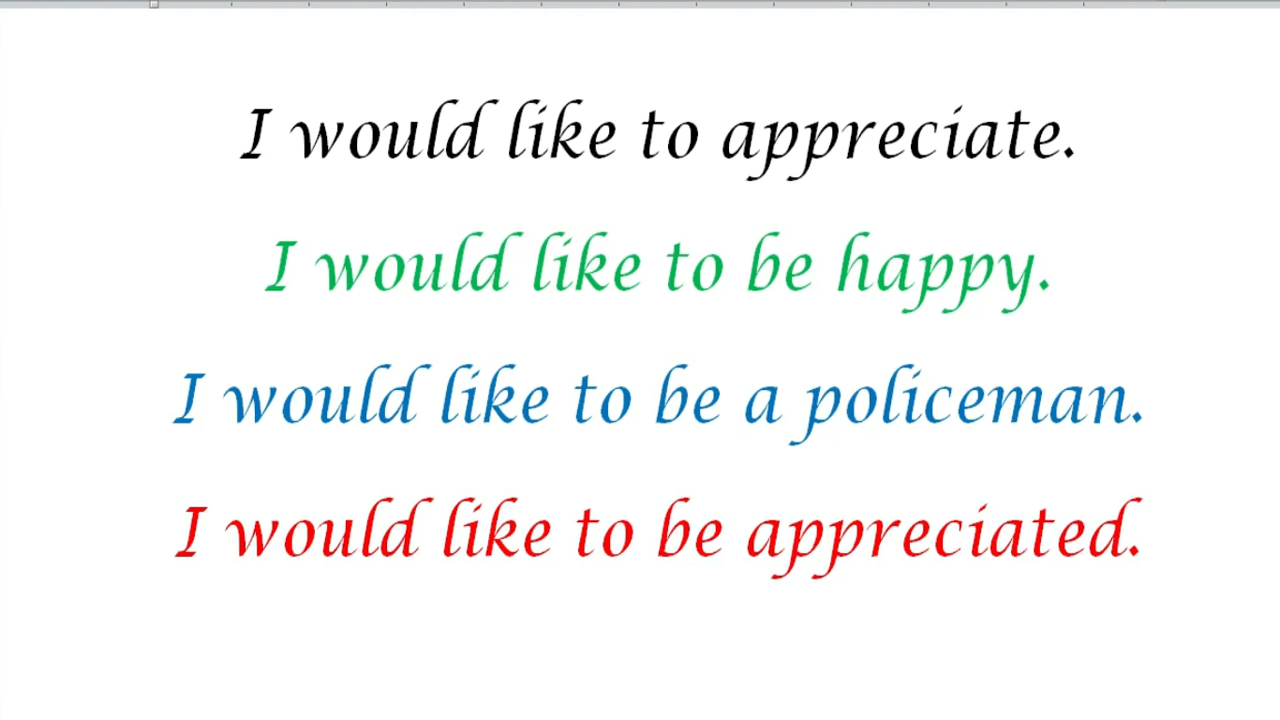 I would like to appreciate.
I would like to be happy.
I would like to be a policeman.
I would like to be appreciated.